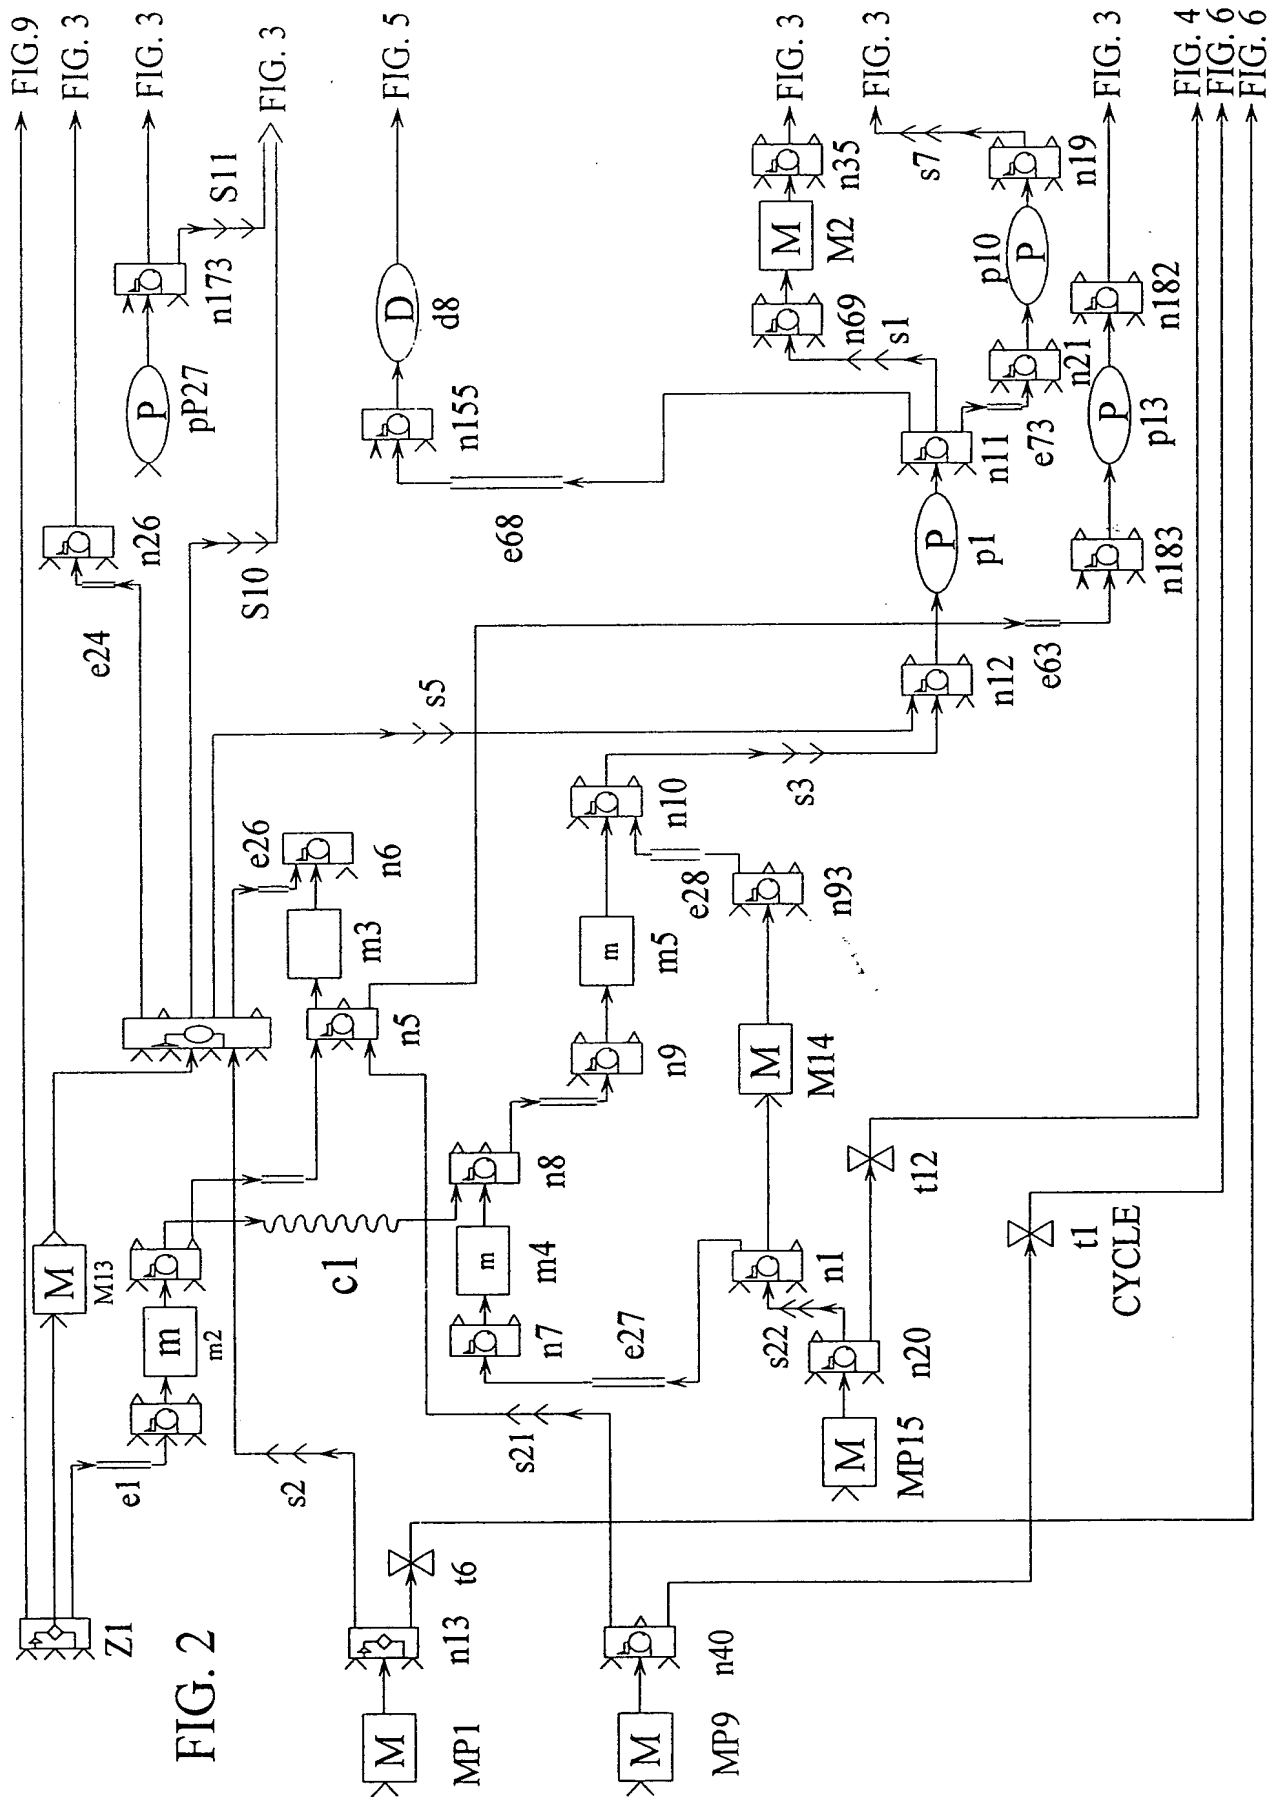 FIG. 2
FIG.9
FIG. 3
FIG. 3
FIG. 3
FIG. 5
FIG. 3
FIG. 3
FIG. 3
FIG. 4
FIG. 6
FIG. 6
Z1
M
M13
e1
m
m2
s2
M
MP1
n13
t6
M
MP9
n40
s21
c1
e24
n26
P
pP27
n173
S11
S10
e26
n6
m3
n5
s5
n7
m
m4
n8
e27
n9
m
m5
n10
e28
s3
M
MP15
n20
s22
n1
M
M14
n93
t12
t1
CYCLE
n12
P
p1
n11
e68
n155
D
d8
s1
n69
M
M2
n35
e73
n21
P
p10
n19
s7
e63
n183
P
p13
n182